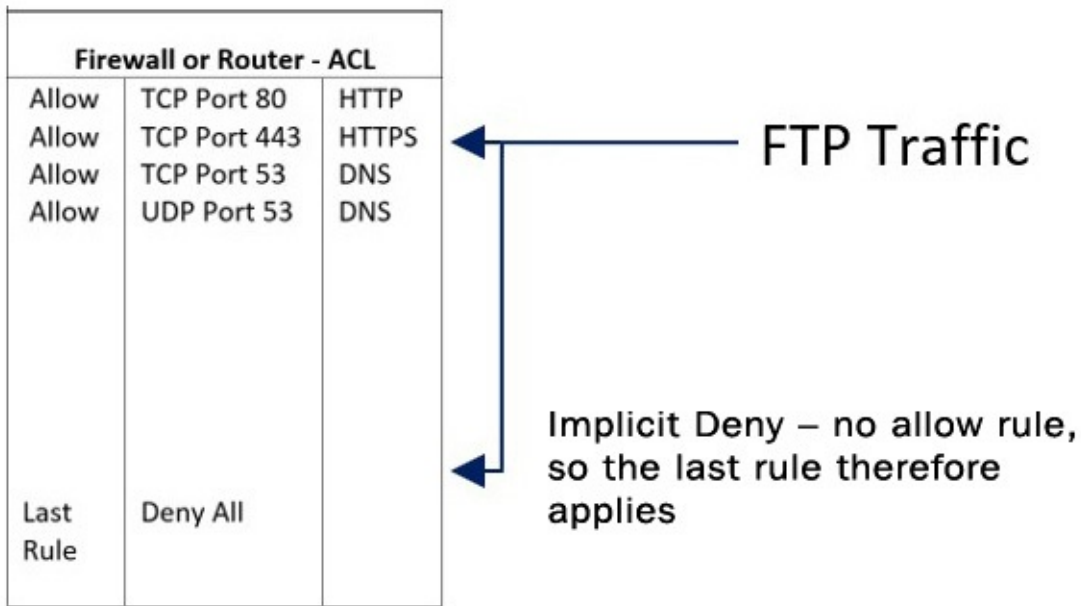 Firewall or Router - ACL
Allow TCP Port 80 HTTP
Allow TCP Port 443 HTTPS
Allow TCP Port 53 DNS
Allow UDP Port 53 DNS
Last Deny All
Rule
FTP Traffic
Implicit Deny – no allow rule,
so the last rule therefore
applies